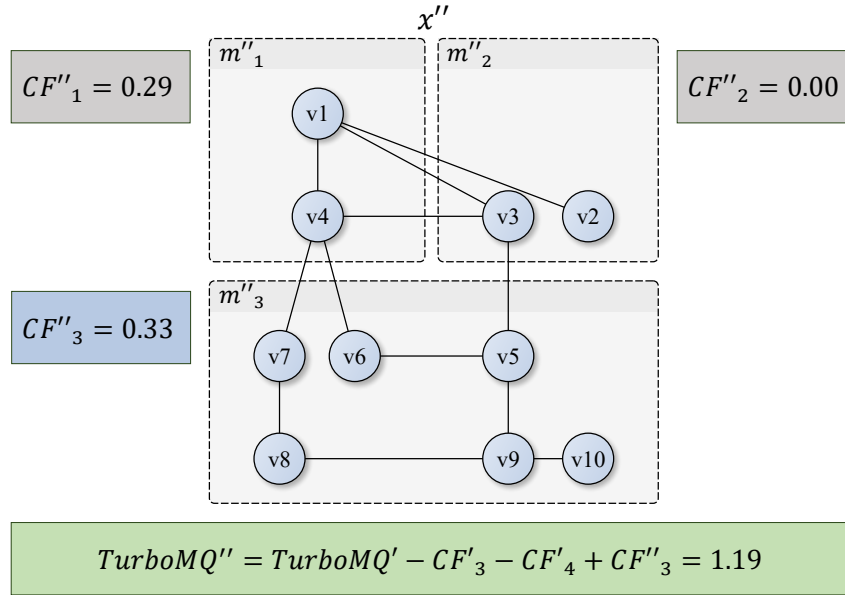 x''
m''₁
m''₂
CF''₁ = 0.29
CF''₂ = 0.00
v1
v4
v3
v2
m''₃
CF''₃ = 0.33
v7
v6
v5
v8
v9
v10
TurboMQ'' = TurboMQ' − CF'₃ − CF'₄ + CF''₃ = 1.19